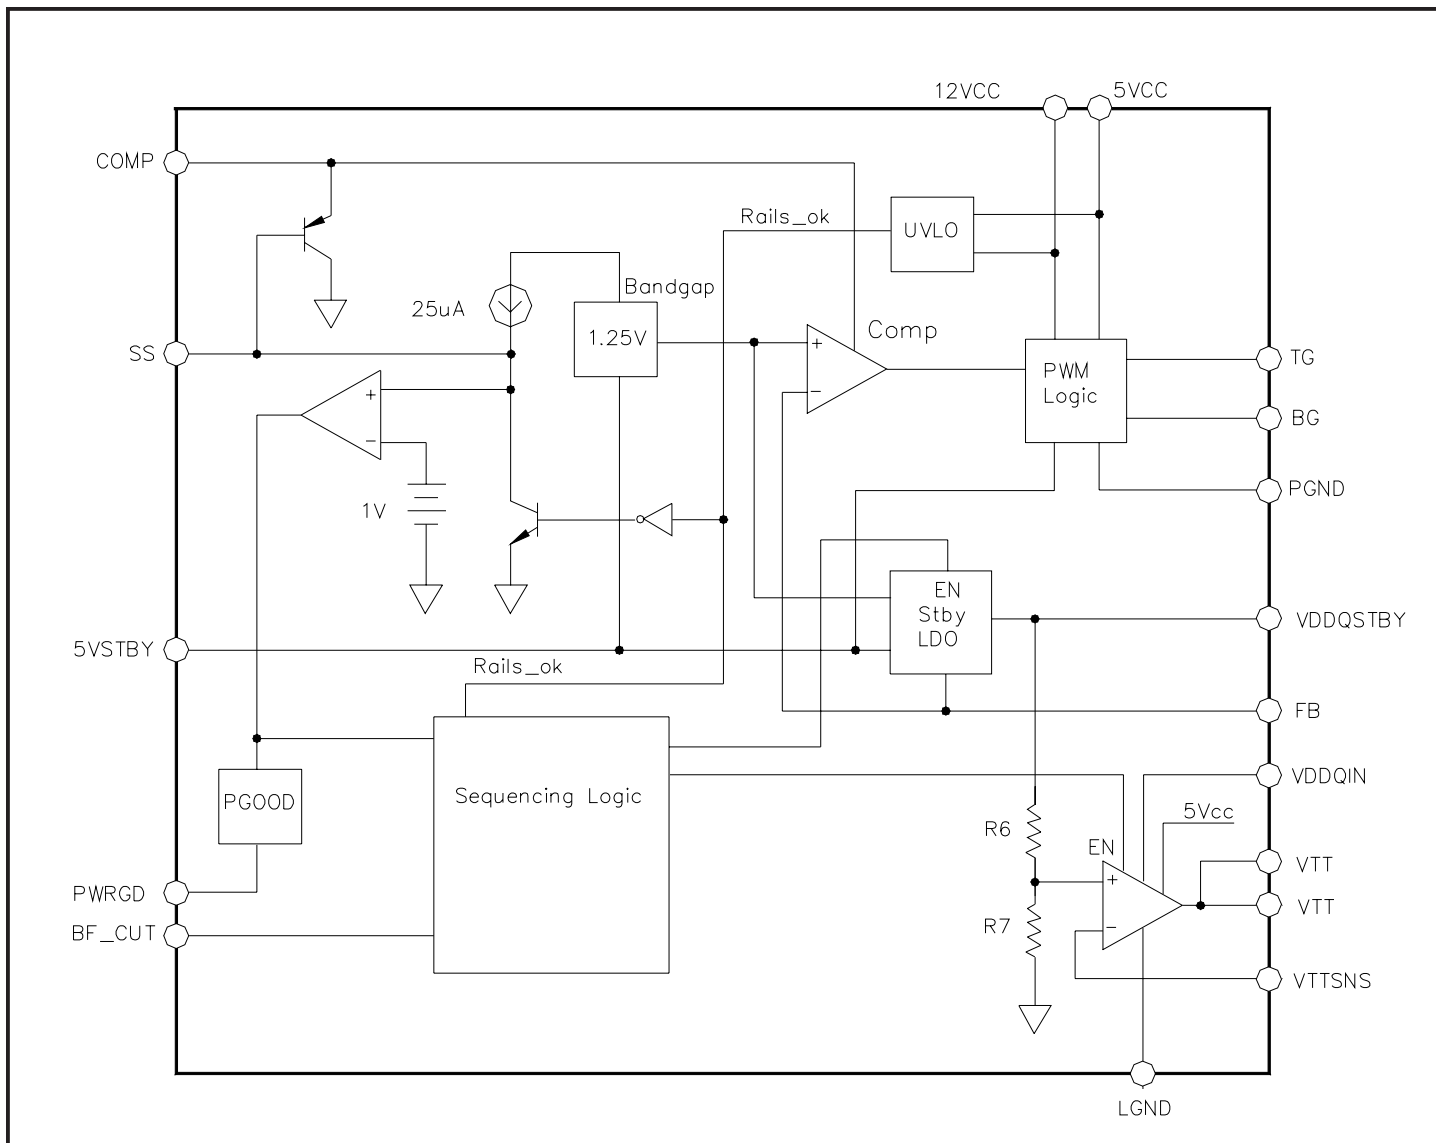 12VCC
5VCC
COMP
Rails_ok
UVLO
Bandgap
25uA
1.25V
+
Comp
−
SS
PWM
Logic
TG
BG
PGND
+
−
1V
EN
Stby
LDO
VDDQSTBY
5VSTBY
Rails_ok
FB
VDDQIN
Sequencing Logic
PGOOD
5Vcc
R6
EN
VTT
+
VTT
PWRGD
BF_CUT
R7
−
VTTSNS
LGND